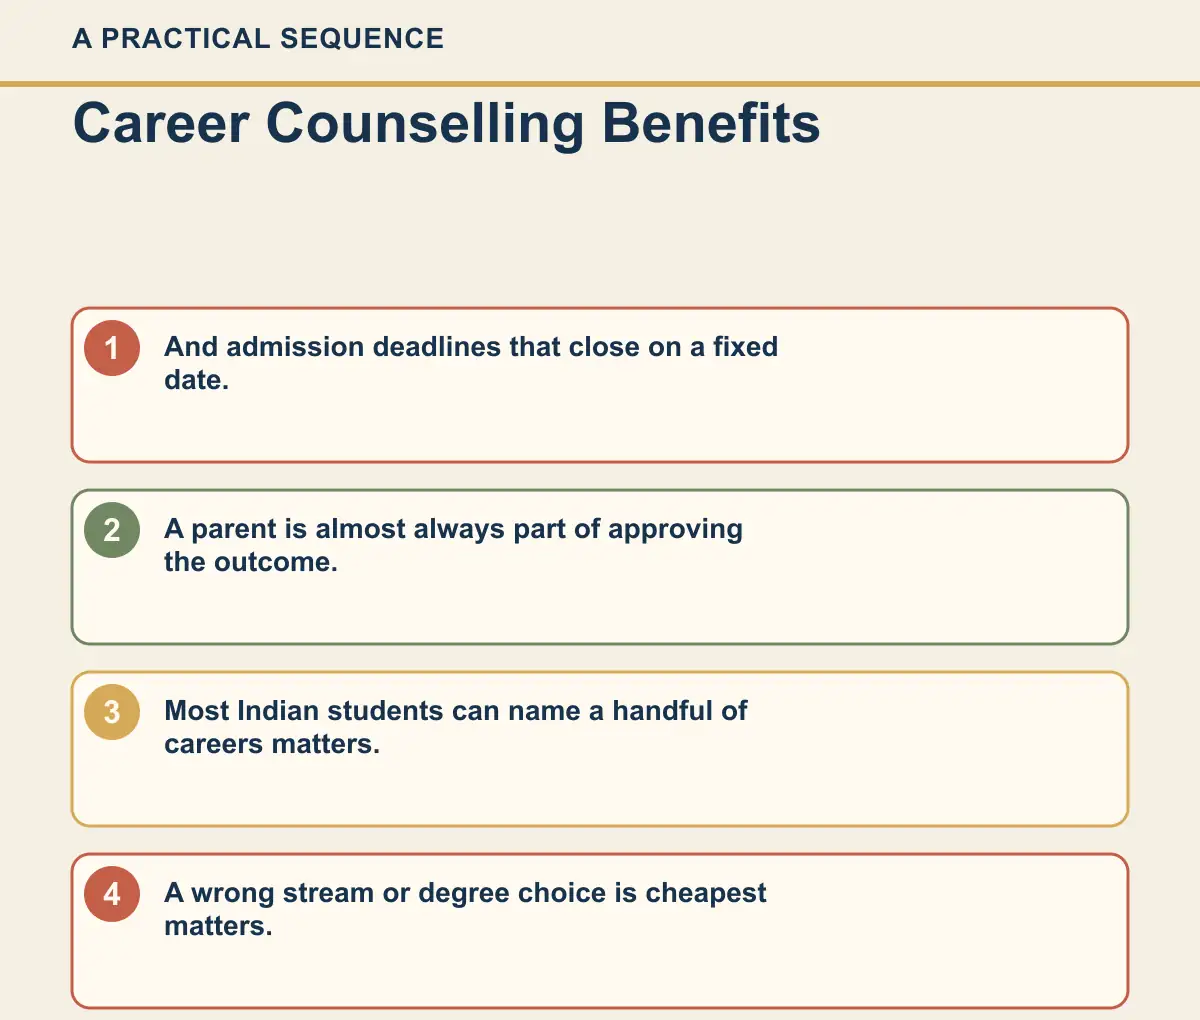 A PRACTICAL SEQUENCE
Career Counselling Benefits
1
And admission deadlines that close on a fixed
date.
2
A parent is almost always part of approving
the outcome.
3
Most Indian students can name a handful of
careers matters.
4
A wrong stream or degree choice is cheapest
matters.